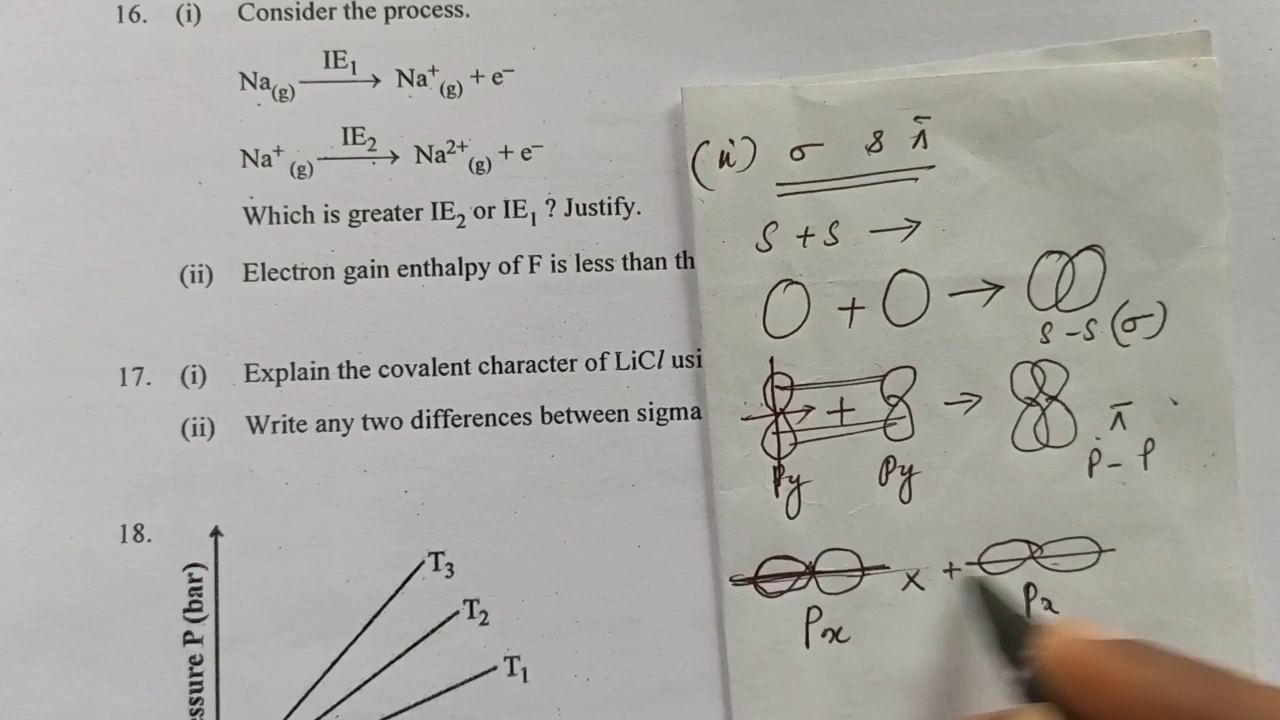 16. (i) Consider the process.
Na(g) IE₁→ Na⁺(g) + e⁻
Na⁺(g) IE₂→ Na²⁺(g) + e⁻
Which is greater IE₂ or IE₁ ? Justify.
(ii) Electron gain enthalpy of F is less than th
17. (i) Explain the covalent character of LiCl usi
(ii) Write any two differences between sigma
18.
ssure P (bar)
T₃
T₂
T₁
(ii) σ & π
s + s →
+ →
s – s (σ)
+ →
π
p – p
Py Py
x +
Px Px